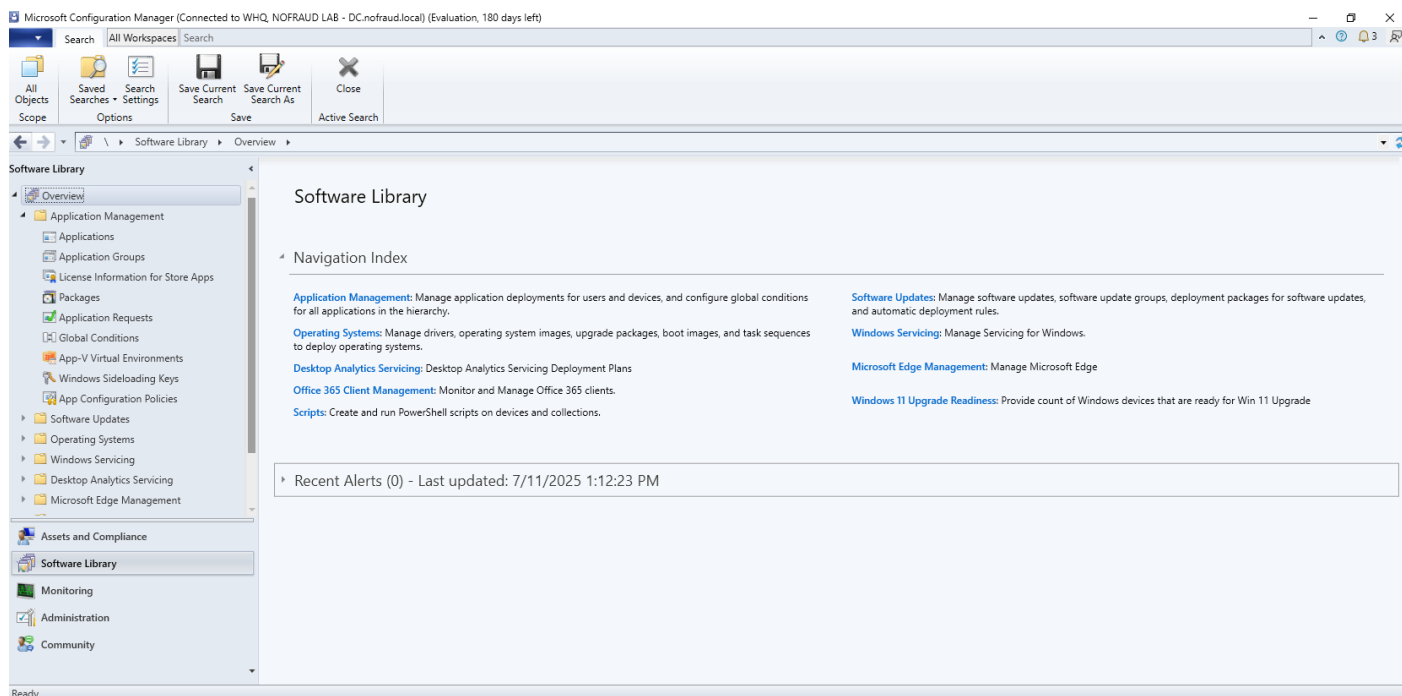 Microsoft Configuration Manager (Connected to WHQ, NOFRAUD LAB - DC.nofraud.local) (Evaluation, 180 days left)
Search All Workspaces Search
3
All Objects
Saved Searches
Search Settings
Save Current Search
Save Current Search As
Close
Scope Options Save Active Search
\ Software Library Overview
Software Library
Overview
Application Management
Applications
Application Groups
License Information for Store Apps
Packages
Application Requests
Global Conditions
App-V Virtual Environments
Windows Sideloading Keys
App Configuration Policies
Software Updates
Operating Systems
Windows Servicing
Desktop Analytics Servicing
Microsoft Edge Management
Assets and Compliance
Software Library
Monitoring
Administration
Community
Software Library
Navigation Index
Application Management: Manage application deployments for users and devices, and configure global conditions
for all applications in the hierarchy.
Operating Systems: Manage drivers, operating system images, upgrade packages, boot images, and task sequences
to deploy operating systems.
Desktop Analytics Servicing: Desktop Analytics Servicing Deployment Plans
Office 365 Client Management: Monitor and Manage Office 365 clients.
Scripts: Create and run PowerShell scripts on devices and collections.
Software Updates: Manage software updates, software update groups, deployment packages for software updates,
and automatic deployment rules.
Windows Servicing: Manage Servicing for Windows.
Microsoft Edge Management: Manage Microsoft Edge
Windows 11 Upgrade Readiness: Provide count of Windows devices that are ready for Win 11 Upgrade
Recent Alerts (0) - Last updated: 7/11/2025 1:12:23 PM
Ready